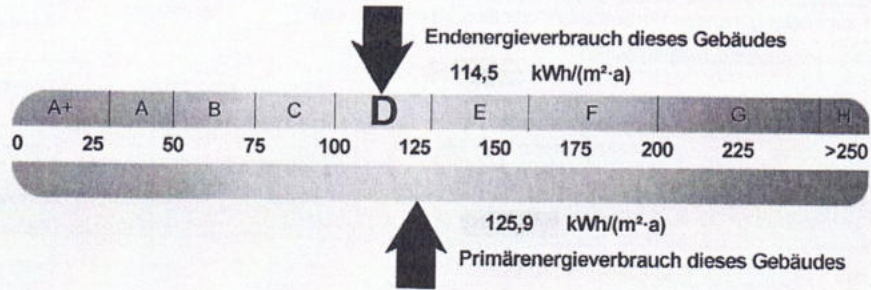 Endenergieverbrauch dieses Gebäudes
114,5 kWh/(m²·a)
A+ A B C D E F G H
0 25 50 75 100 125 150 175 200 225 >250
125,9 kWh/(m²·a)
Primärenergieverbrauch dieses Gebäudes